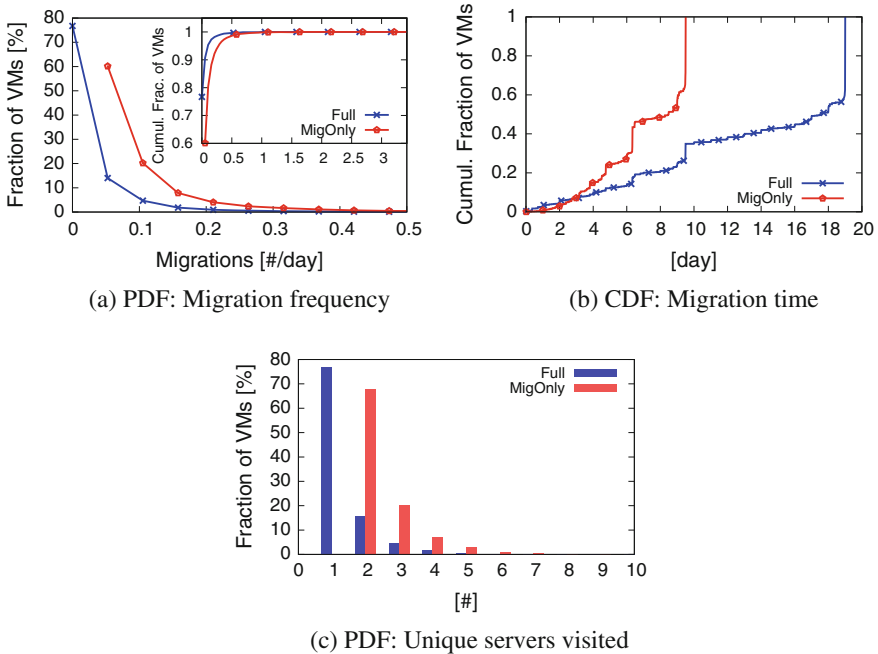 Fraction of VMs [%]
80
70
60
50
40
30
20
10
0
0 0.1 0.2 0.3 0.4 0.5
Migrations [#/day]
Cumul. Frac. of VMs
1
0.9
0.8
0.7
0.6
0 0.5 1 1.5 2 2.5 3
Full
MigOnly
(a) PDF: Migration frequency
Cumul. Fraction of VMs
1
0.8
0.6
0.4
0.2
0
0 2 4 6 8 10 12 14 16 18 20
[day]
Full
MigOnly
(b) CDF: Migration time
Fraction of VMs [%]
80
70
60
50
40
30
20
10
0
0 1 2 3 4 5 6 7 8 9 10
[#]
Full
MigOnly
(c) PDF: Unique servers visited